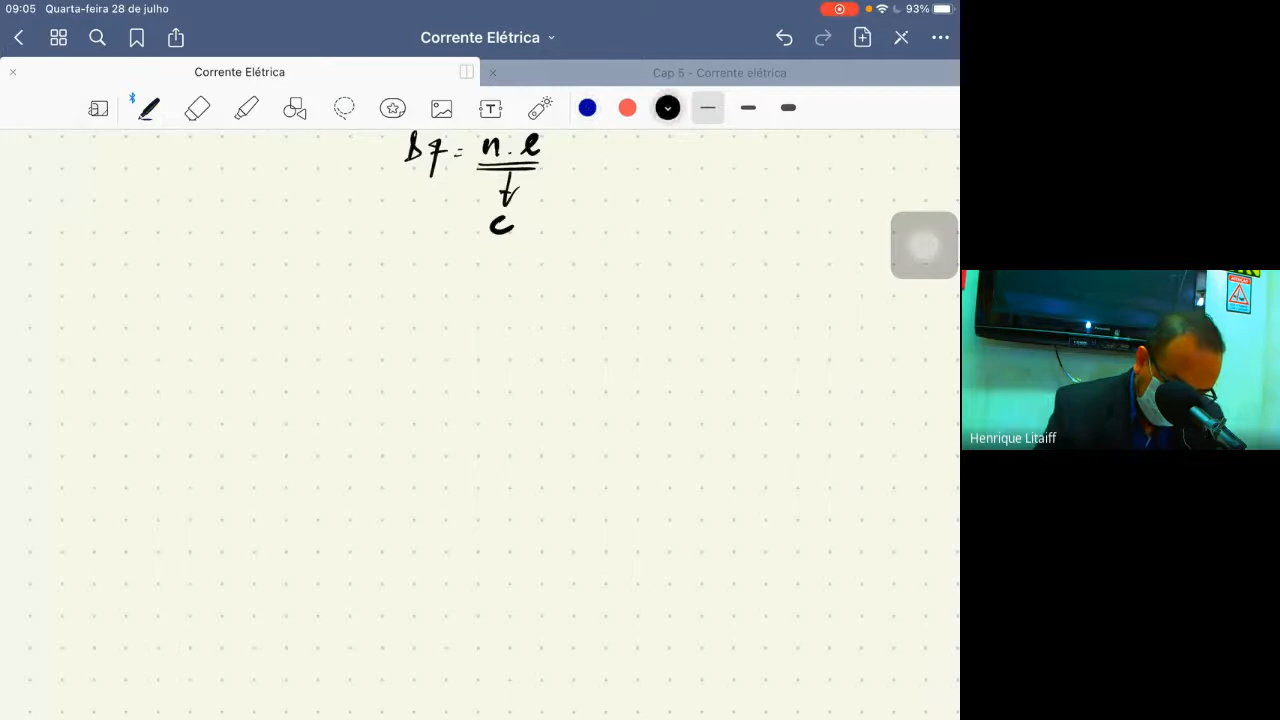 09:05 Quarta-feira 28 de julho 93%
Corrente Elétrica
Corrente Elétrica
Cap 5 - Corrente elétrica
T
Δq = n . e
C
Henrique Litaiff